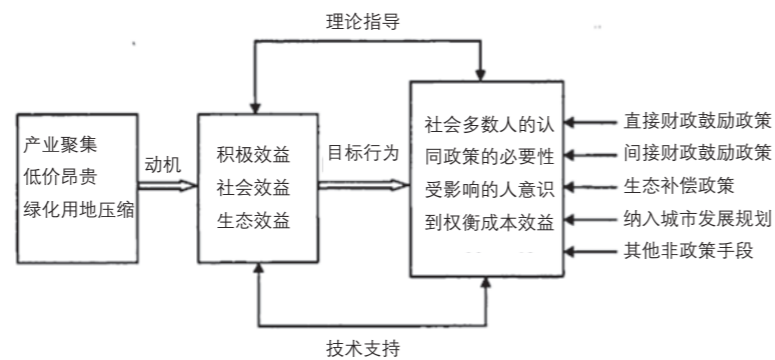 理论指导
产业聚集
低价昂贵
绿化用地压缩
动机
积极效益
社会效益
生态效益
目标行为
社会多数人的认
同政策的必要性
受影响的人意识
到权衡成本效益
直接财政鼓励政策
间接财政鼓励政策
生态补偿政策
纳入城市发展规划
其他非政策手段
技术支持